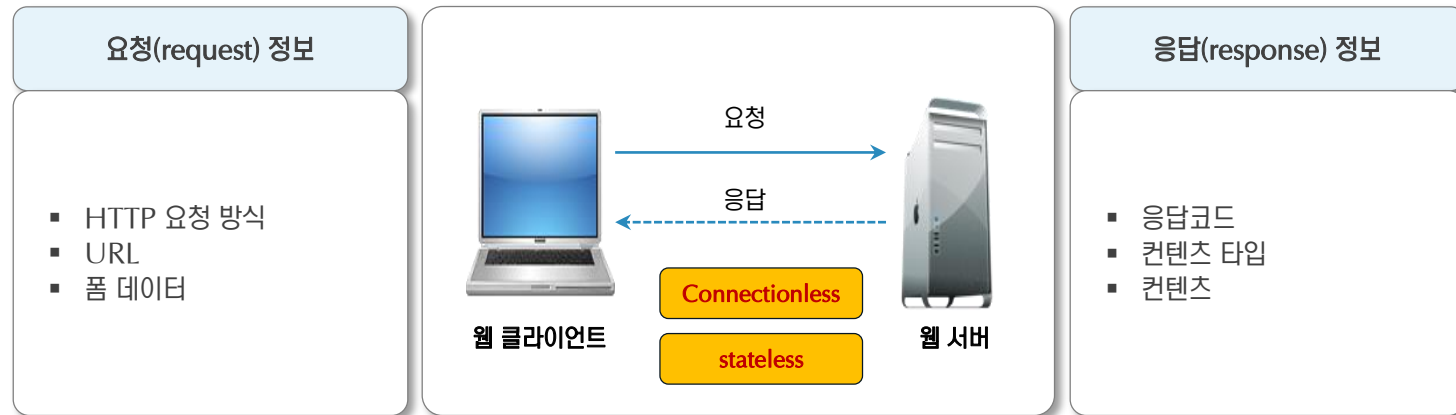 요청(request) 정보
▪ HTTP 요청 방식
▪ URL
▪ 폼 데이터
요청
응답
Connectionless
stateless
웹 클라이언트
웹 서버
응답(response) 정보
▪ 응답코드
▪ 컨텐츠 타입
▪ 컨텐츠